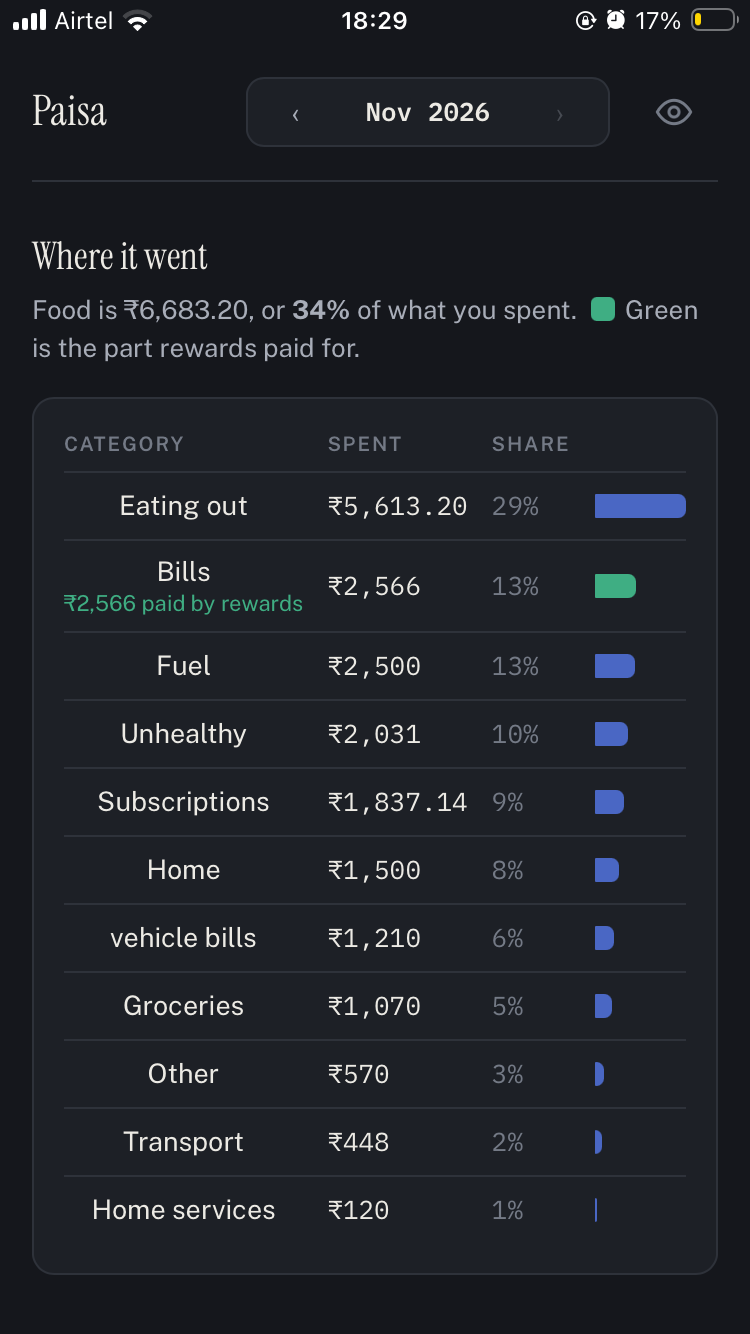 Airtel 18:29 17%
Paisa ‹ Nov 2026 ›
Where it went
Food is ₹6,683.20, or 34% of what you spent. Green
is the part rewards paid for.
CATEGORY SPENT SHARE
Eating out ₹5,613.20 29%
Bills ₹2,566 13%
₹2,566 paid by rewards
Fuel ₹2,500 13%
Unhealthy ₹2,031 10%
Subscriptions ₹1,837.14 9%
Home ₹1,500 8%
vehicle bills ₹1,210 6%
Groceries ₹1,070 5%
Other ₹570 3%
Transport ₹448 2%
Home services ₹120 1%